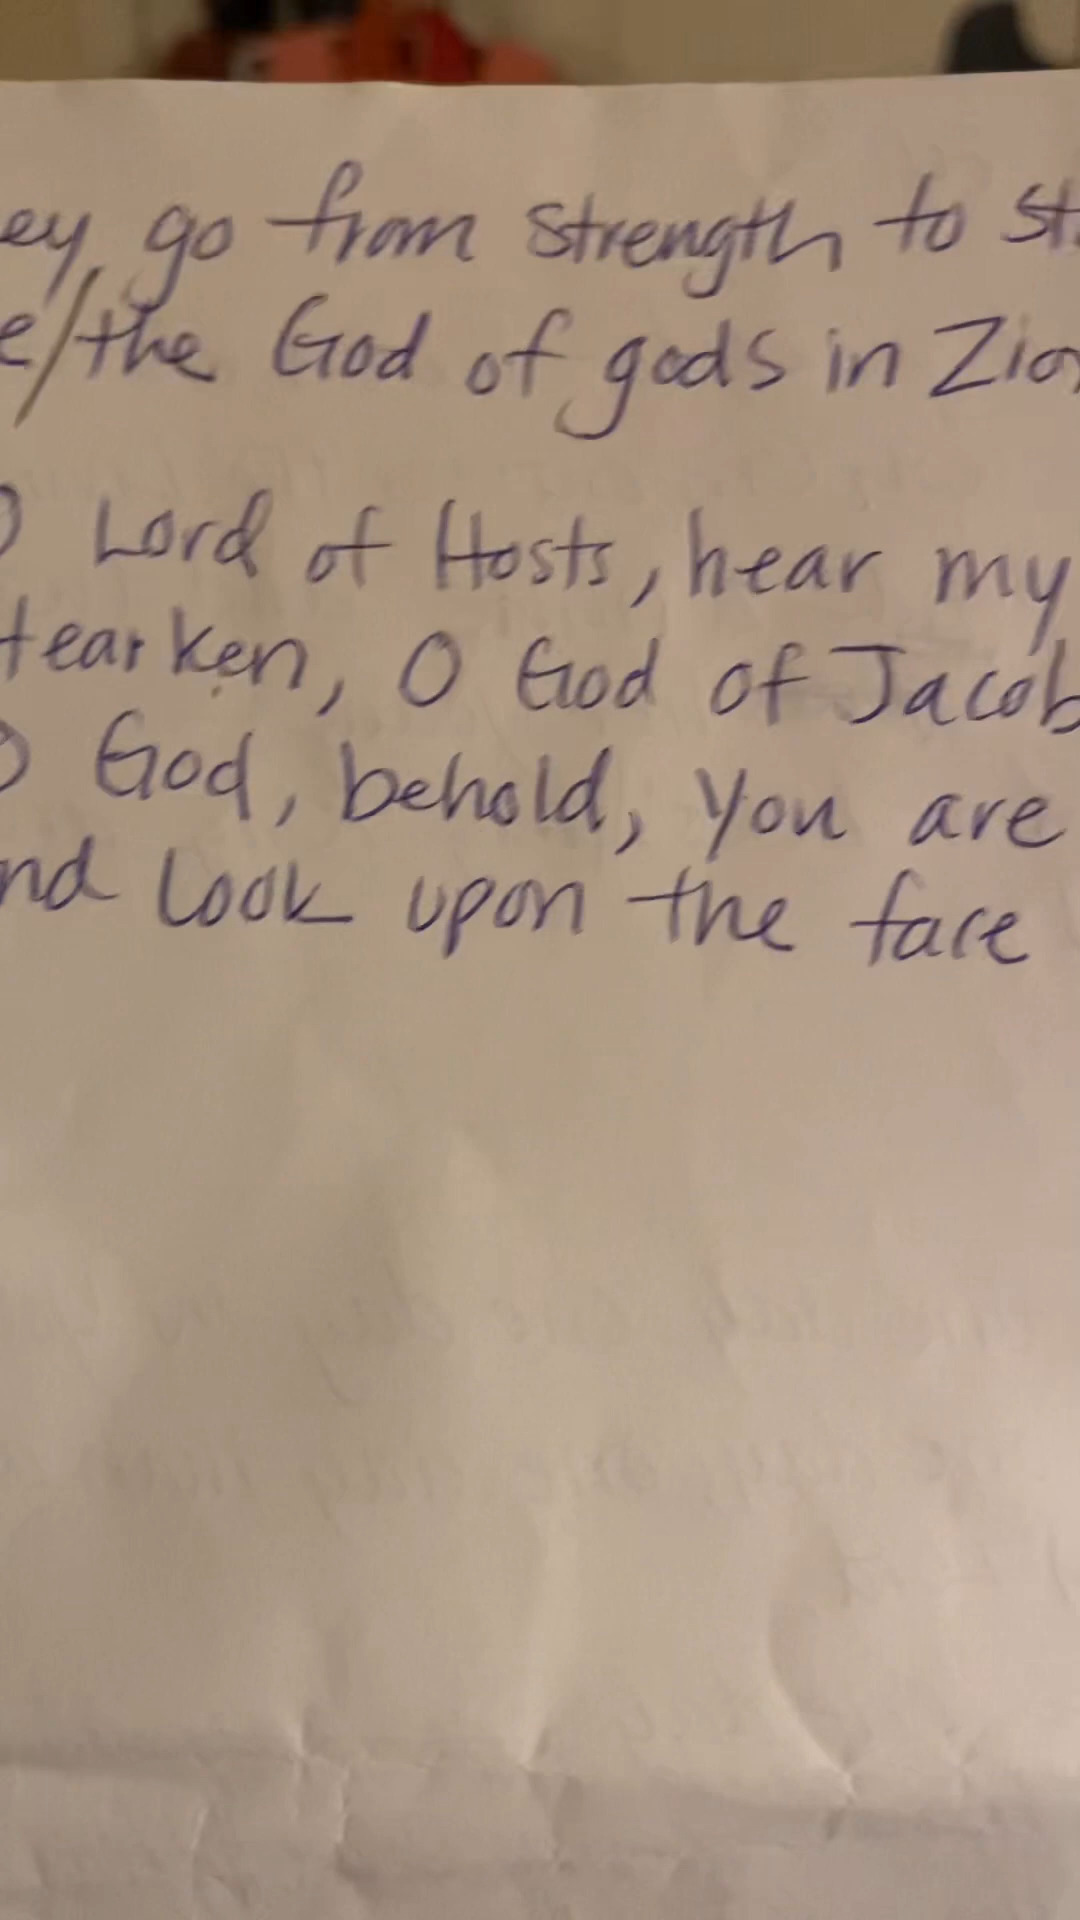 ey go from strength to st
e/the God of gods in Zion
O Lord of Hosts, hear my
Hearken, O God of Jacob
O God, behold, you are
nd look upon the face